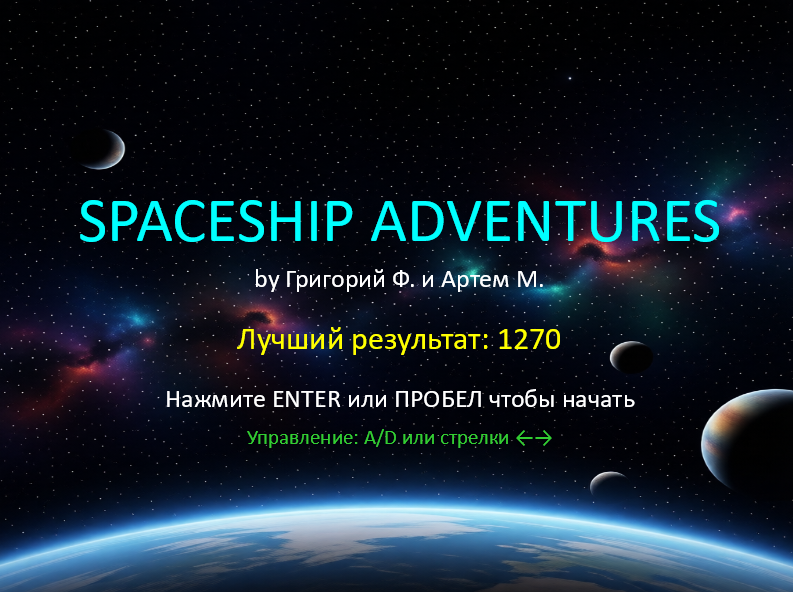 SPACESHIP ADVENTURES
by Григорий Ф. и Артем М.
Лучший результат: 1270
Нажмите ENTER или ПРОБЕЛ чтобы начать
Управление: A/D или стрелки ←→